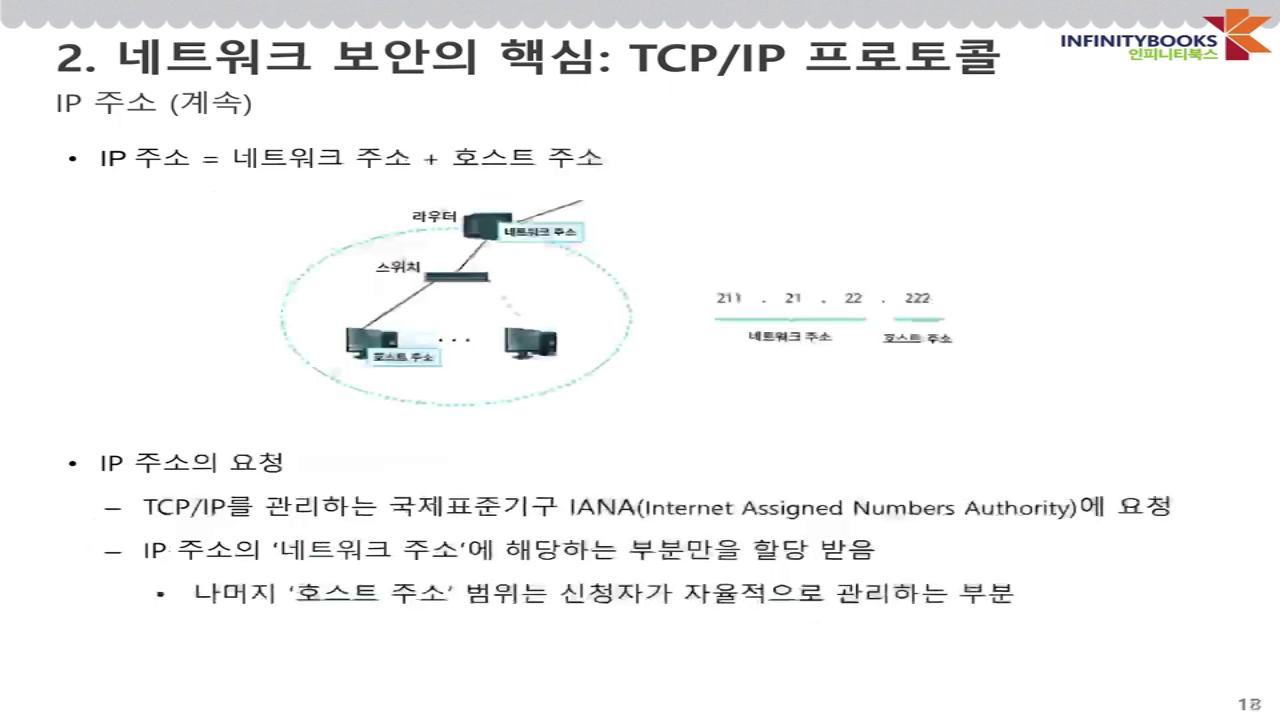 2. 네트워크 보안의 핵심: TCP/IP 프로토콜
INFINITYBOOKS
인피니티북스
IP 주소 (계속)
• IP 주소 = 네트워크 주소 + 호스트 주소
라우터
네트워크 주소
스위치
호스트 주소
...
211 . 21 . 22 . 222
네트워크 주소 호스트 주소
• IP 주소의 요청
– TCP/IP를 관리하는 국제표준기구 IANA(Internet Assigned Numbers Authority)에 요청
– IP 주소의 ‘네트워크 주소’에 해당하는 부분만을 할당 받음
• 나머지 ‘호스트 주소’ 범위는 신청자가 자율적으로 관리하는 부분
18